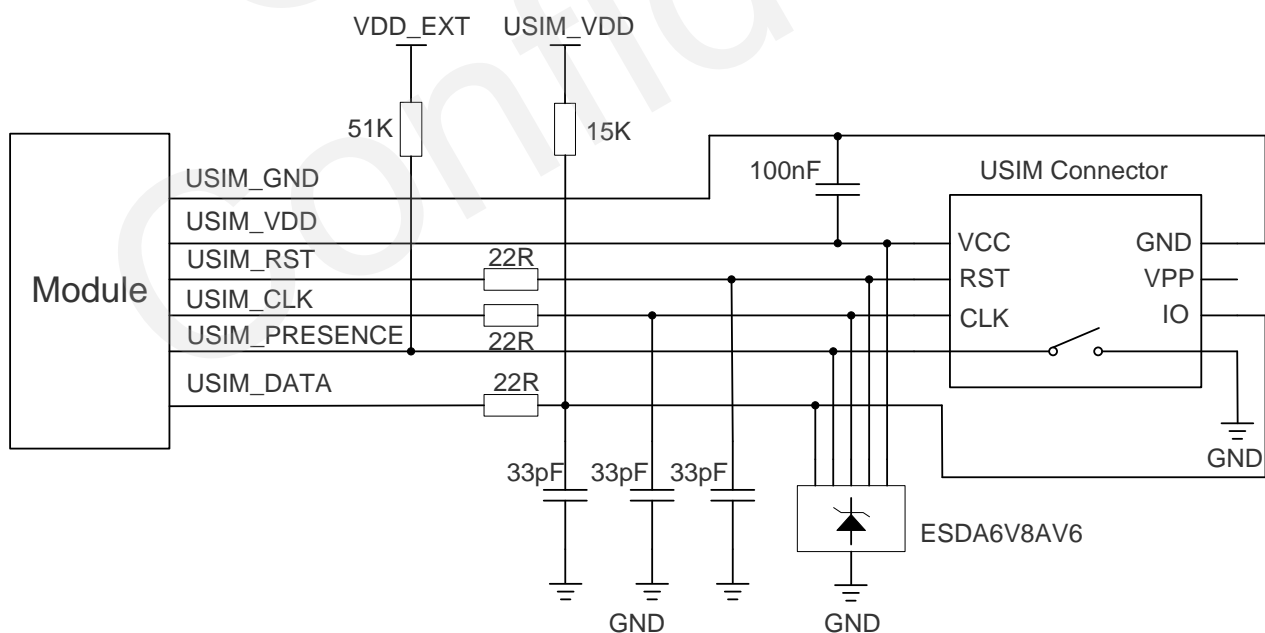 Confid
VDD_EXT
USIM_VDD
51K
15K
100nF
USIM Connector
USIM_GND
USIM_VDD
VCC
GND
USIM_RST
22R
RST
VPP
Module
USIM_CLK
CLK
IO
USIM_PRESENCE
22R
USIM_DATA
22R
GND
33pF
33pF
33pF
ESDA6V8AV6
GND
GND